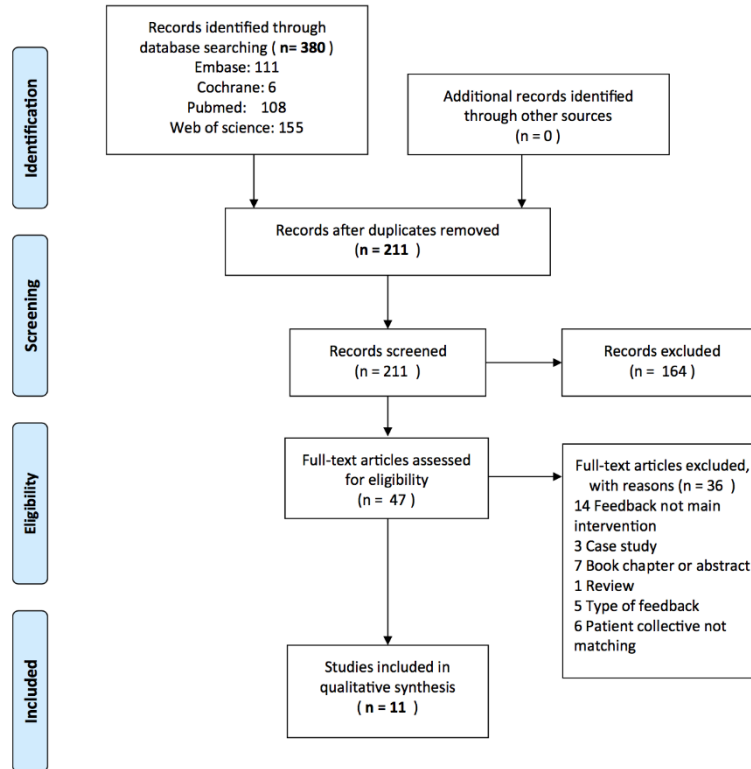 Identification
Records identified through
database searching ( n= 380 )
Embase: 111
Cochrane: 6
Pubmed: 108
Web of science: 155
Additional records identified
through other sources
(n = 0 )
Records after duplicates removed
(n = 211 )
Screening
Records screened
(n = 211 )
Records excluded
(n = 164 )
Eligibility
Full-text articles assessed
for eligibility
(n = 47 )
Full-text articles excluded,
with reasons (n = 36 )
14 Feedback not main
intervention
3 Case study
7 Book chapter or abstract
1 Review
5 Type of feedback
6 Patient collective not
matching
Included
Studies included in
qualitative synthesis
( n = 11 )